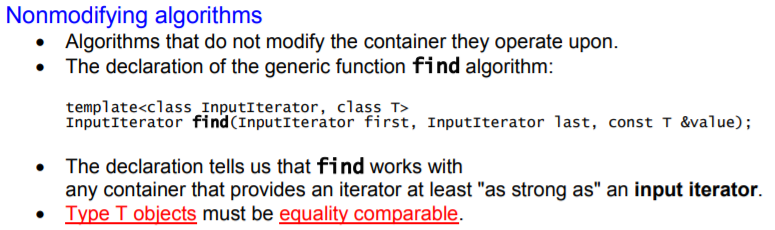 Nonmodifying algorithms
• Algorithms that do not modify the container they operate upon.
• The declaration of the generic function find algorithm:
template<class InputIterator, class T>
InputIterator find(InputIterator first, InputIterator last, const T &value);
• The declaration tells us that find works with
any container that provides an iterator at least "as strong as" an input iterator.
• Type T objects must be equality comparable.